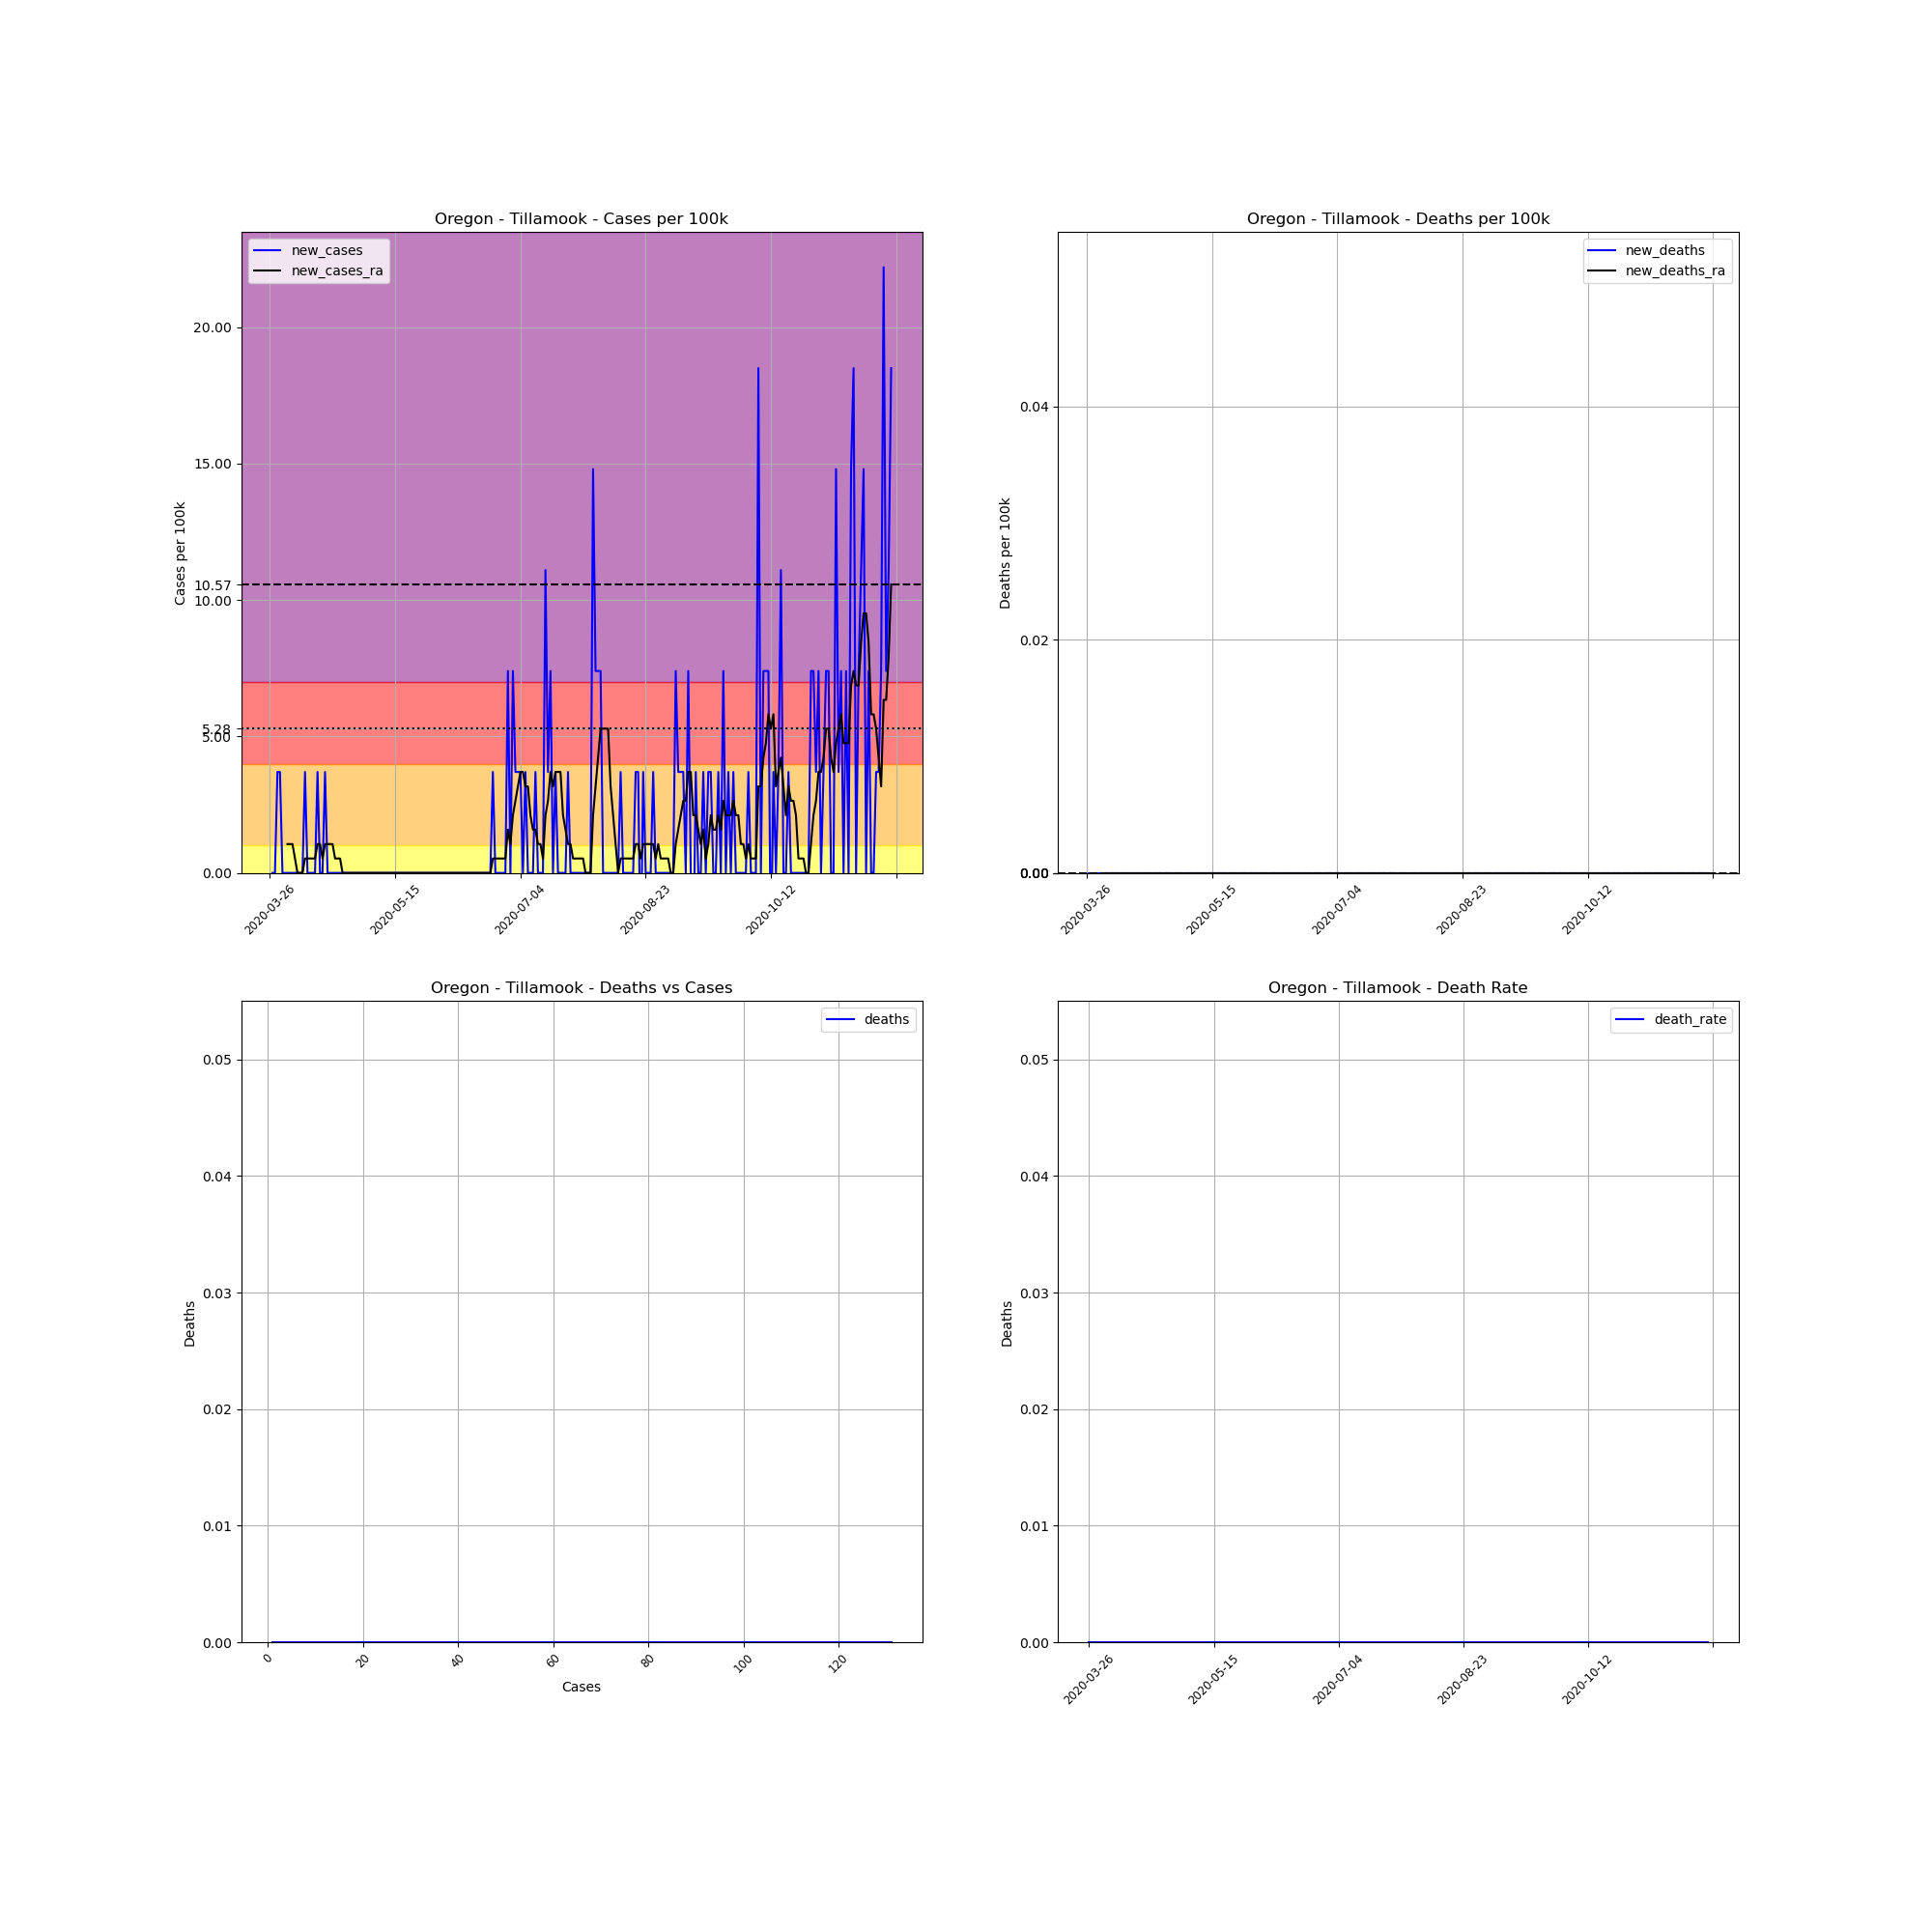 Oregon - Tillamook - Cases per 100k
new_cases
new_cases_ra
Cases per 100k
20.00
15.00
10.57
10.00
5.28
5.00
0.00
2020-03-26
2020-05-15
2020-07-04
2020-08-23
2020-10-12
Oregon - Tillamook - Deaths per 100k
new_deaths
new_deaths_ra
Deaths per 100k
0.04
0.02
0.00
2020-03-26
2020-05-15
2020-07-04
2020-08-23
2020-10-12
Oregon - Tillamook - Deaths vs Cases
deaths
Deaths
0.05
0.04
0.03
0.02
0.01
0.00
0
20
40
60
80
100
120
Cases
Oregon - Tillamook - Death Rate
death_rate
Deaths
0.05
0.04
0.03
0.02
0.01
0.00
2020-03-26
2020-05-15
2020-07-04
2020-08-23
2020-10-12